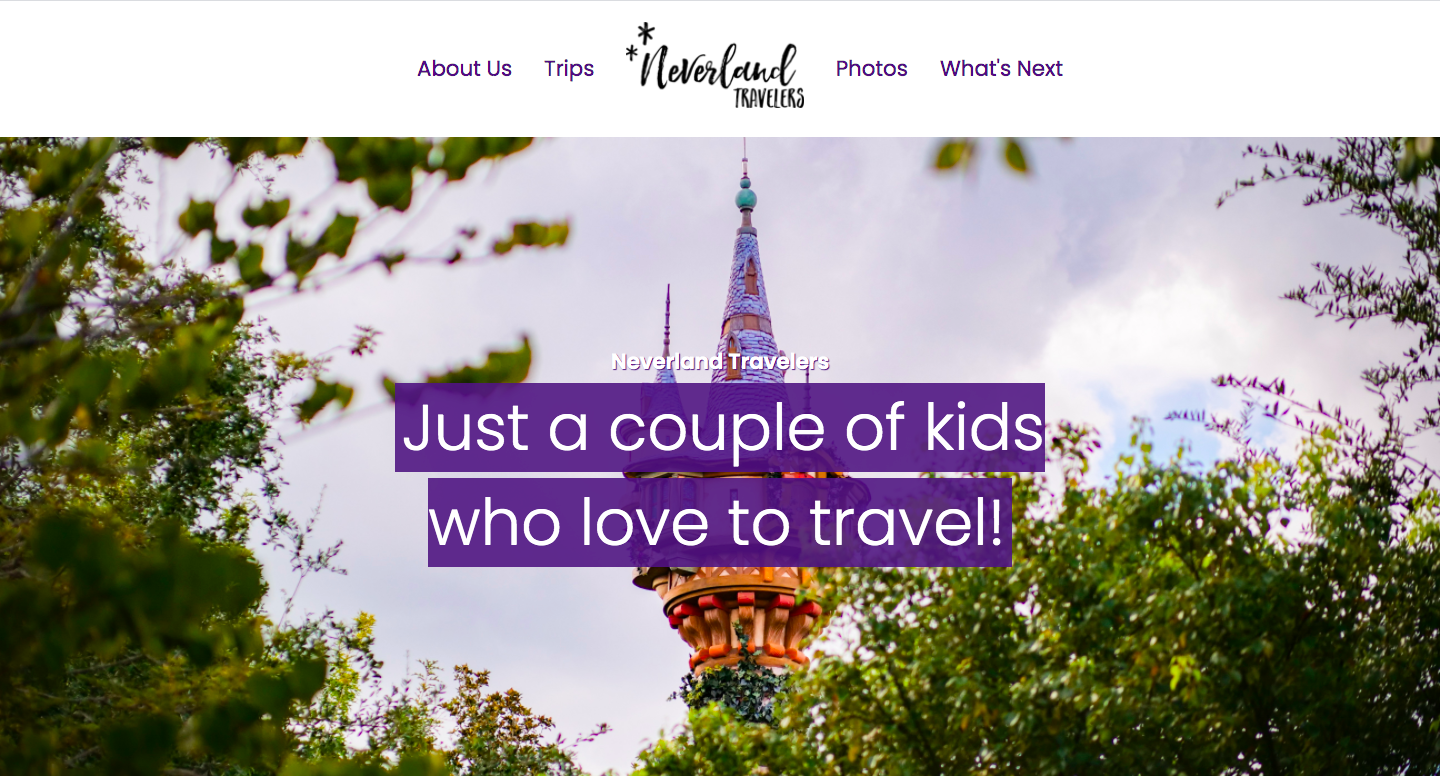 About Us
Trips
Neverland
TRAVELERS
Photos
What's Next
Neverland Travelers
Just a couple of kids
who love to travel!